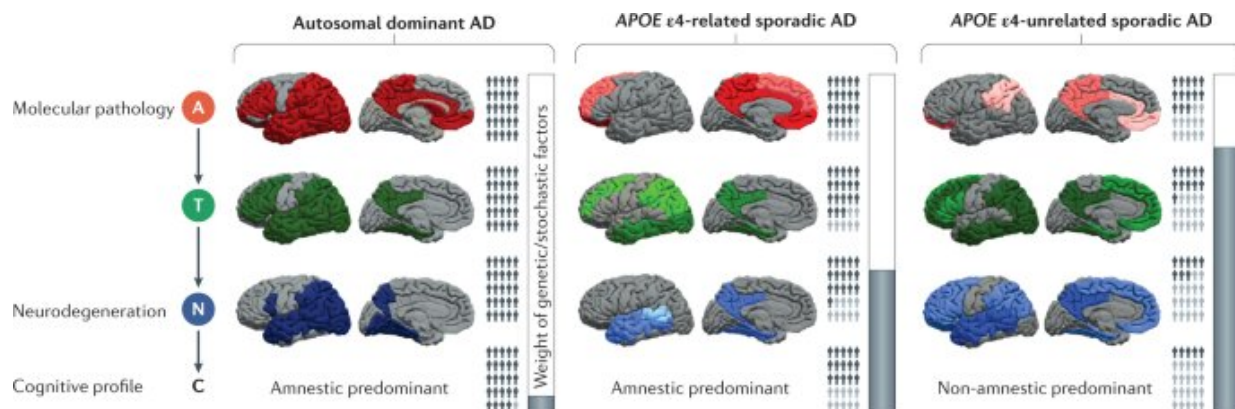 Autosomal dominant AD
APOE ε4-related sporadic AD
APOE ε4-unrelated sporadic AD
Molecular pathology
A
T
Neurodegeneration
N
Cognitive profile
C
Amnestic predominant
Weight of genetic/stochastic factors
Amnestic predominant
Non-amnestic predominant